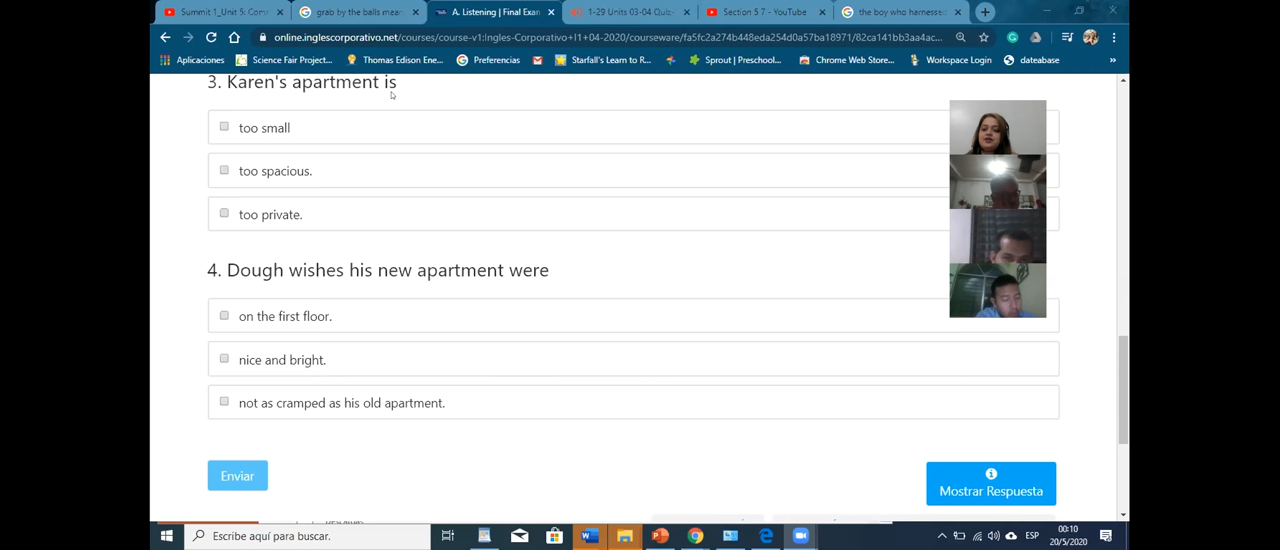 Summit 1_Unit 5: Com
grab by the balls mea
A. Listening | Final Exan
1-29 Units 03-04 Quiz
Section 5 7 - YouTube
the boy who harnesse
online.inglescorporativo.net/courses/course-v1:Ingles-Corporativo+I1+04-2020/courseware/fa5fc2a274b448eda254d0a57ba18971/82ca141bb3aa4ac...
Aplicaciones
Science Fair Project...
Thomas Edison Ene...
Preferencias
Starfall's Learn to R...
Sprout | Preschool...
Chrome Web Store...
Workspace Login
dateabase
»
3. Karen's apartment is
too small
too spacious.
too private.
4. Dough wishes his new apartment were
on the first floor.
nice and bright.
not as cramped as his old apartment.
Enviar
Mostrar Respuesta
Escribe aquí para buscar.
ESP
00:10
20/5/2020